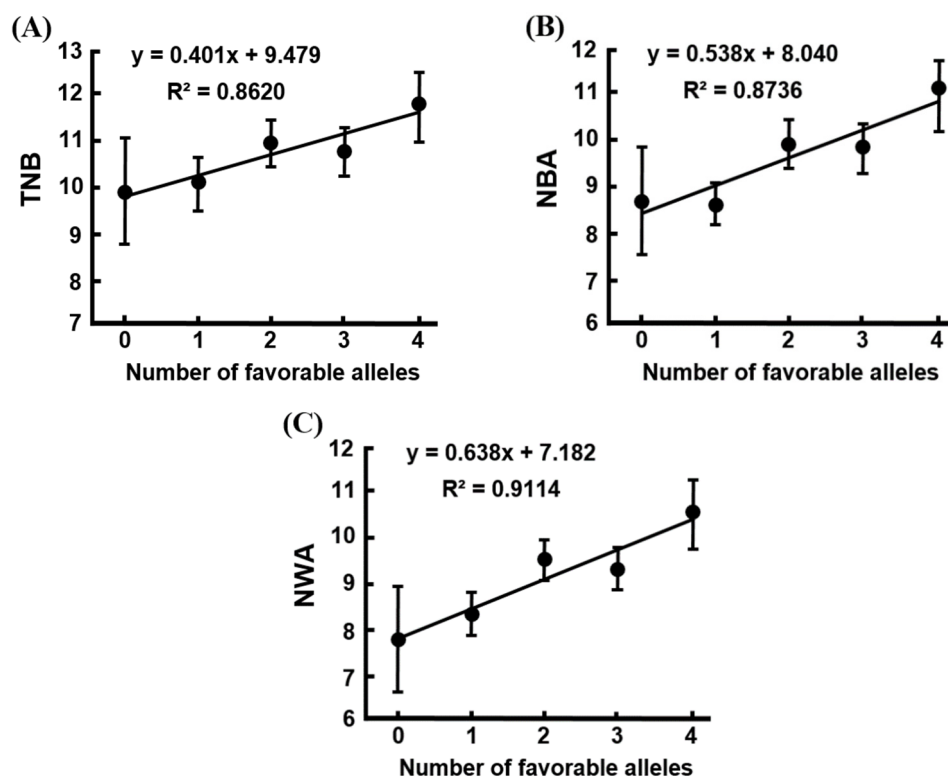 (A)
y = 0.401x + 9.479
R² = 0.8620
13
12
11
10
9
8
7
TNB
0 1 2 3 4
Number of favorable alleles
(B)
y = 0.538x + 8.040
R² = 0.8736
12
11
10
9
8
7
6
NBA
0 1 2 3 4
Number of favorable alleles
(C)
y = 0.638x + 7.182
R² = 0.9114
12
11
10
9
8
7
6
NWA
0 1 2 3 4
Number of favorable alleles